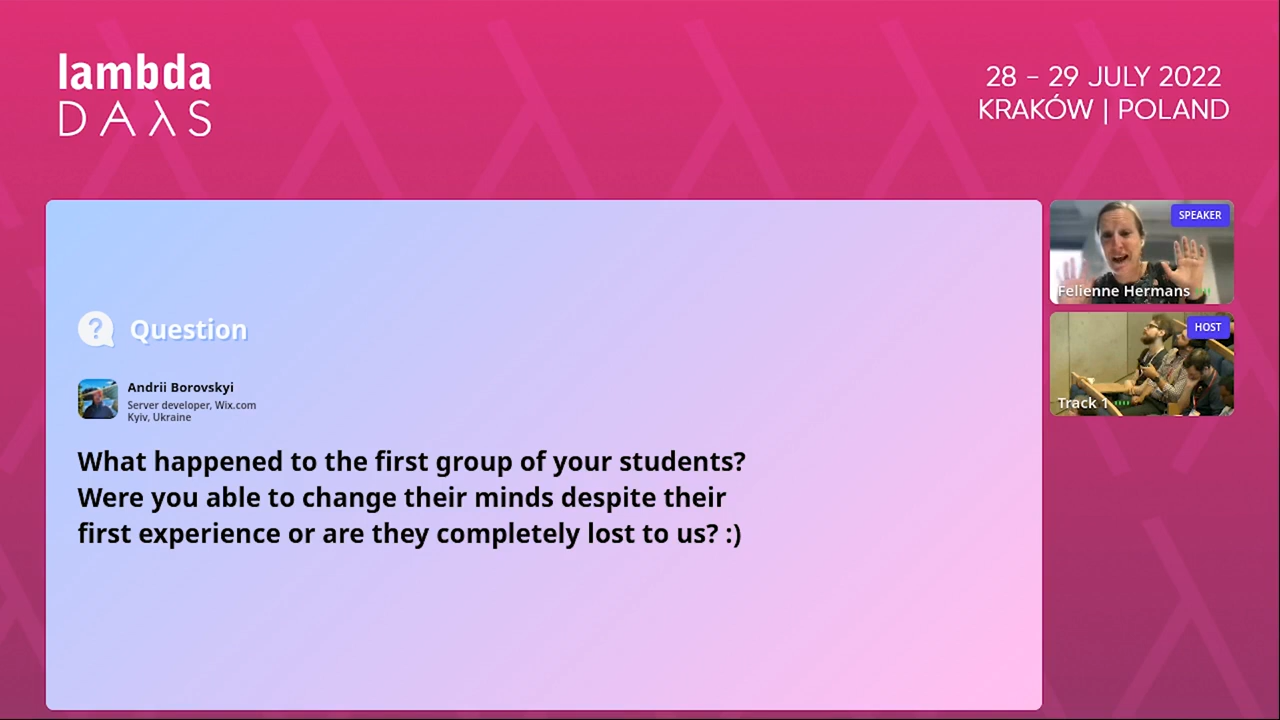 lambda
DAλS
28 – 29 JULY 2022
KRAKÓW | POLAND
SPEAKER
Felienne Hermans
HOST
Track 1
Question
Andrii Borovskyi
Server developer, Wix.com
Kyiv, Ukraine
What happened to the first group of your students?
Were you able to change their minds despite their
first experience or are they completely lost to us? :)